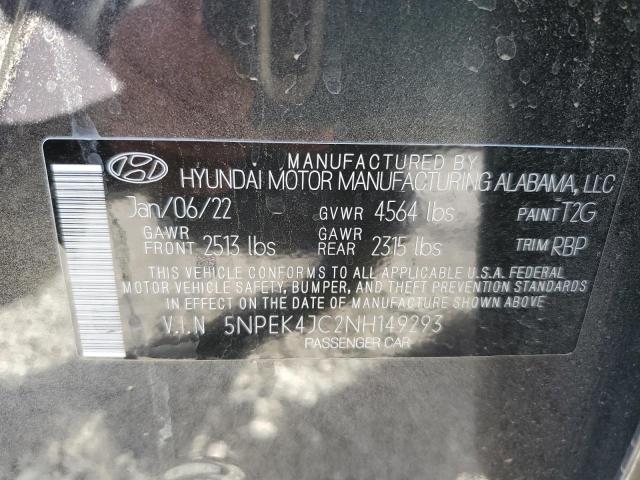 MANUFACTURED BY
HYUNDAI MOTOR MANUFACTURING ALABAMA, LLC
Jan/06/22 GVWR 4564 lbs PAINT T2G
GAWR FRONT 2513 lbs GAWR REAR 2315 lbs TRIM RBP
THIS VEHICLE CONFORMS TO ALL APPLICABLE U.S.A. FEDERAL
MOTOR VEHICLE SAFETY, BUMPER, AND THEFT PREVENTION STANDARDS
IN EFFECT ON THE DATE OF MANUFACTURE SHOWN ABOVE.
V.I.N 5NPEK4JC2NH149293
PASSENGER CAR